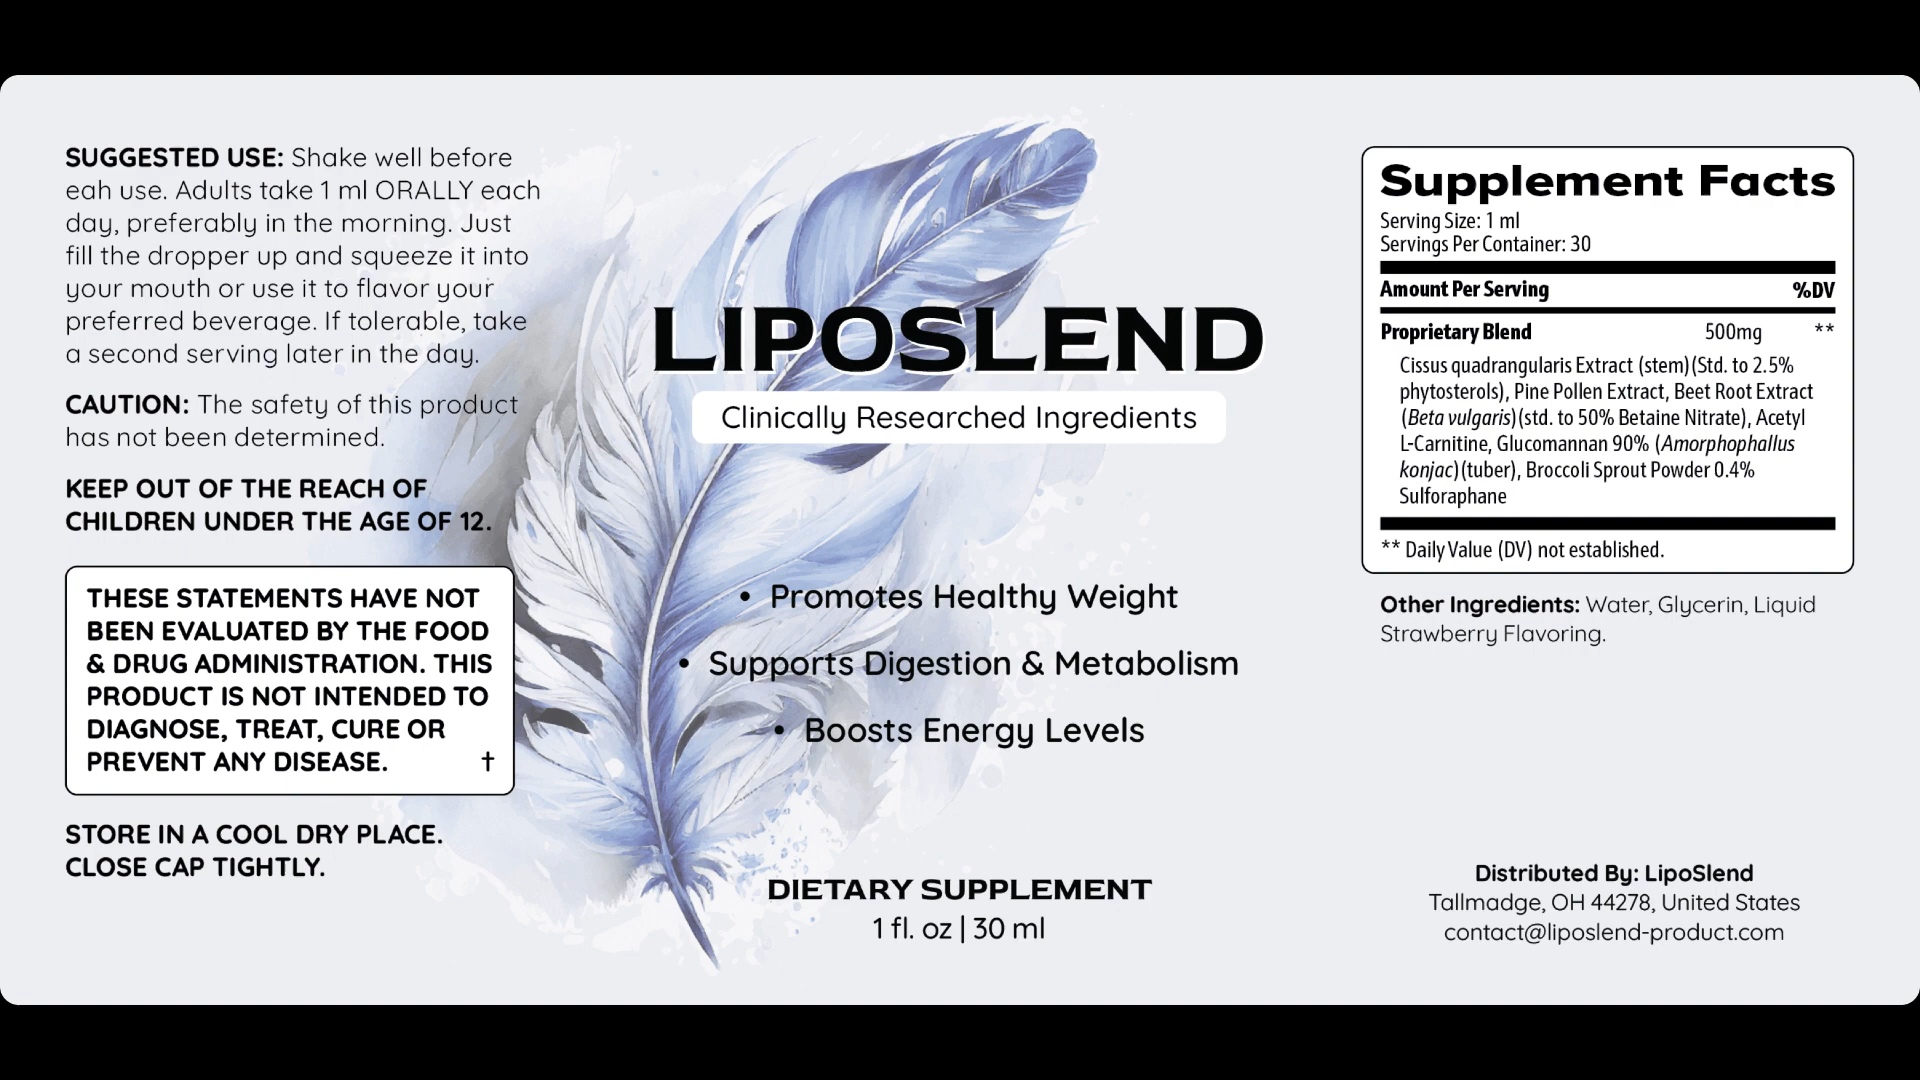 SUGGESTED USE: Shake well before
eah use. Adults take 1 ml ORALLY each
day, preferably in the morning. Just
fill the dropper up and squeeze it into
your mouth or use it to flavor your
preferred beverage. If tolerable, take
a second serving later in the day.
CAUTION: The safety of this product
has not been determined.
KEEP OUT OF THE REACH OF
CHILDREN UNDER THE AGE OF 12.
THESE STATEMENTS HAVE NOT
BEEN EVALUATED BY THE FOOD
& DRUG ADMINISTRATION. THIS
PRODUCT IS NOT INTENDED TO
DIAGNOSE, TREAT, CURE OR
PREVENT ANY DISEASE. †
STORE IN A COOL DRY PLACE.
CLOSE CAP TIGHTLY.
LIPOSLEND
Clinically Researched Ingredients
• Promotes Healthy Weight
• Supports Digestion & Metabolism
• Boosts Energy Levels
DIETARY SUPPLEMENT
1 fl. oz | 30 ml
Supplement Facts
Serving Size: 1 ml
Servings Per Container: 30
Amount Per Serving %DV
Proprietary Blend 500mg **
Cissus quadrangularis Extract (stem)(Std. to 2.5%
phytosterols), Pine Pollen Extract, Beet Root Extract
(Beta vulgaris)(std. to 50% Betaine Nitrate), Acetyl
L-Carnitine, Glucomannan 90% (Amorphophallus
konjac)(tuber), Broccoli Sprout Powder 0.4%
Sulforaphane
** Daily Value (DV) not established.
Other Ingredients: Water, Glycerin, Liquid
Strawberry Flavoring.
Distributed By: LipoSlend
Tallmadge, OH 44278, United States
contact@liposlend-product.com